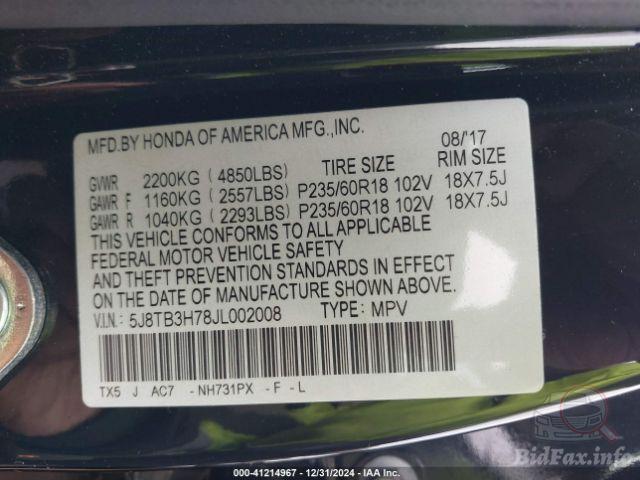 MFD.BY HONDA OF AMERICA MFG.,INC. 08/'17
GVWR 2200KG (4850LBS) TIRE SIZE RIM SIZE
GAWR F 1160KG (2557LBS) P235/60R18 102V 18X7.5J
GAWR R 1040KG (2293LBS) P235/60R18 102V 18X7.5J
THIS VEHICLE CONFORMS TO ALL APPLICABLE
FEDERAL MOTOR VEHICLE SAFETY
AND THEFT PREVENTION STANDARDS IN EFFECT
ON THE DATE OF MANUFACTURE SHOWN ABOVE.
V.I.N.: 5J8TB3H78JL002008 TYPE: MPV
TX5 J AC7 - NH731PX - F - L
BidFax.info
000-41214967 - 12/31/2024 - IAA Inc.